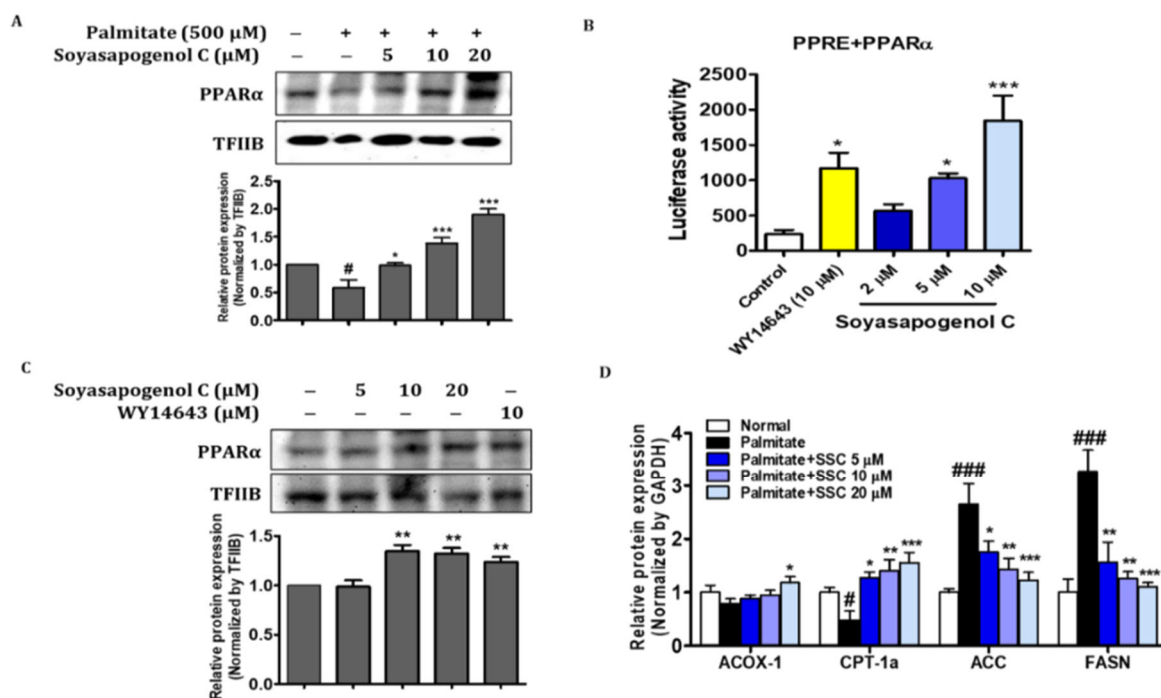 A
Palmitate (500 μM) – + + + +
Soyasapogenol C (μM) – – 5 10 20
PPARα
TFIIB
Relative protein expression
(Normalized by TFIIB)
2.5
2.0
1.5
1.0
0.5
0.0
#
*
***
***
B
PPRE+PPARα
Luciferase activity
2500
2000
1500
1000
500
0
*
*
***
Control
WY14643 (10 μM)
2 μM
5 μM
10 μM
Soyasapogenol C
C
Soyasapogenol C (μM) – 5 10 20 –
WY14643 (μM) – – – – 10
PPARα
TFIIB
Relative protein expression
(Normalized by TFIIB)
1.5
1.0
0.5
0.0
**
**
**
D
Relative protein expression
(Normalized by GAPDH)
4
3
2
1
0
Normal
Palmitate
Palmitate+SSC 5 μM
Palmitate+SSC 10 μM
Palmitate+SSC 20 μM
*
#
*
**
***
###
*
**
***
###
**
**
***
ACOX-1 CPT-1a ACC FASN